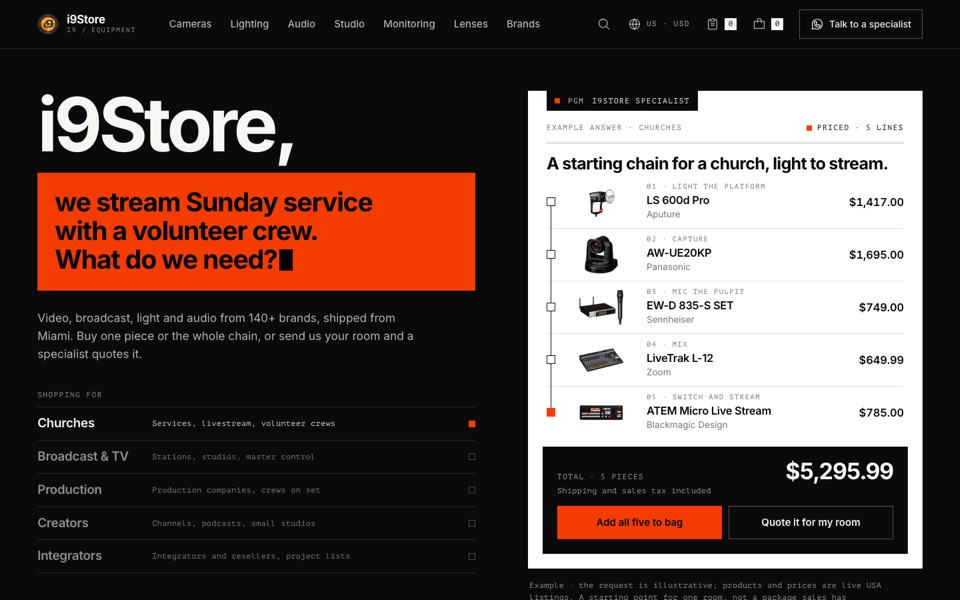 i9Store
I9 / EQUIPMENT
Cameras
Lighting
Audio
Studio
Monitoring
Lenses
Brands
US · USD
0
0
Talk to a specialist
i9Store,
we stream Sunday service
with a volunteer crew.
What do we need?
Video, broadcast, light and audio from 140+ brands, shipped from
Miami. Buy one piece or the whole chain, or send us your room and a
specialist quotes it.
SHOPPING FOR
Churches
Services, livestream, volunteer crews
Broadcast & TV
Stations, studios, master control
Production
Production companies, crews on set
Creators
Channels, podcasts, small studios
Integrators
Integrators and resellers, project lists
PGM I9STORE SPECIALIST
EXAMPLE ANSWER · CHURCHES
PRICED · 5 LINES
A starting chain for a church, light to stream.
01 · LIGHT THE PLATFORM
LS 600d Pro
Aputure
$1,417.00
02 · CAPTURE
AW-UE20KP
Panasonic
$1,695.00
03 · MIC THE PULPIT
EW-D 835-S SET
Sennheiser
$749.00
04 · MIX
LiveTrak L-12
Zoom
$649.99
05 · SWITCH AND STREAM
ATEM Micro Live Stream
Blackmagic Design
$785.00
TOTAL · 5 PIECES
Shipping and sales tax included
$5,295.99
Add all five to bag
Quote it for my room
Example · the request is illustrative; products and prices are live USA
listings. A starting point for one room, not a package sales has